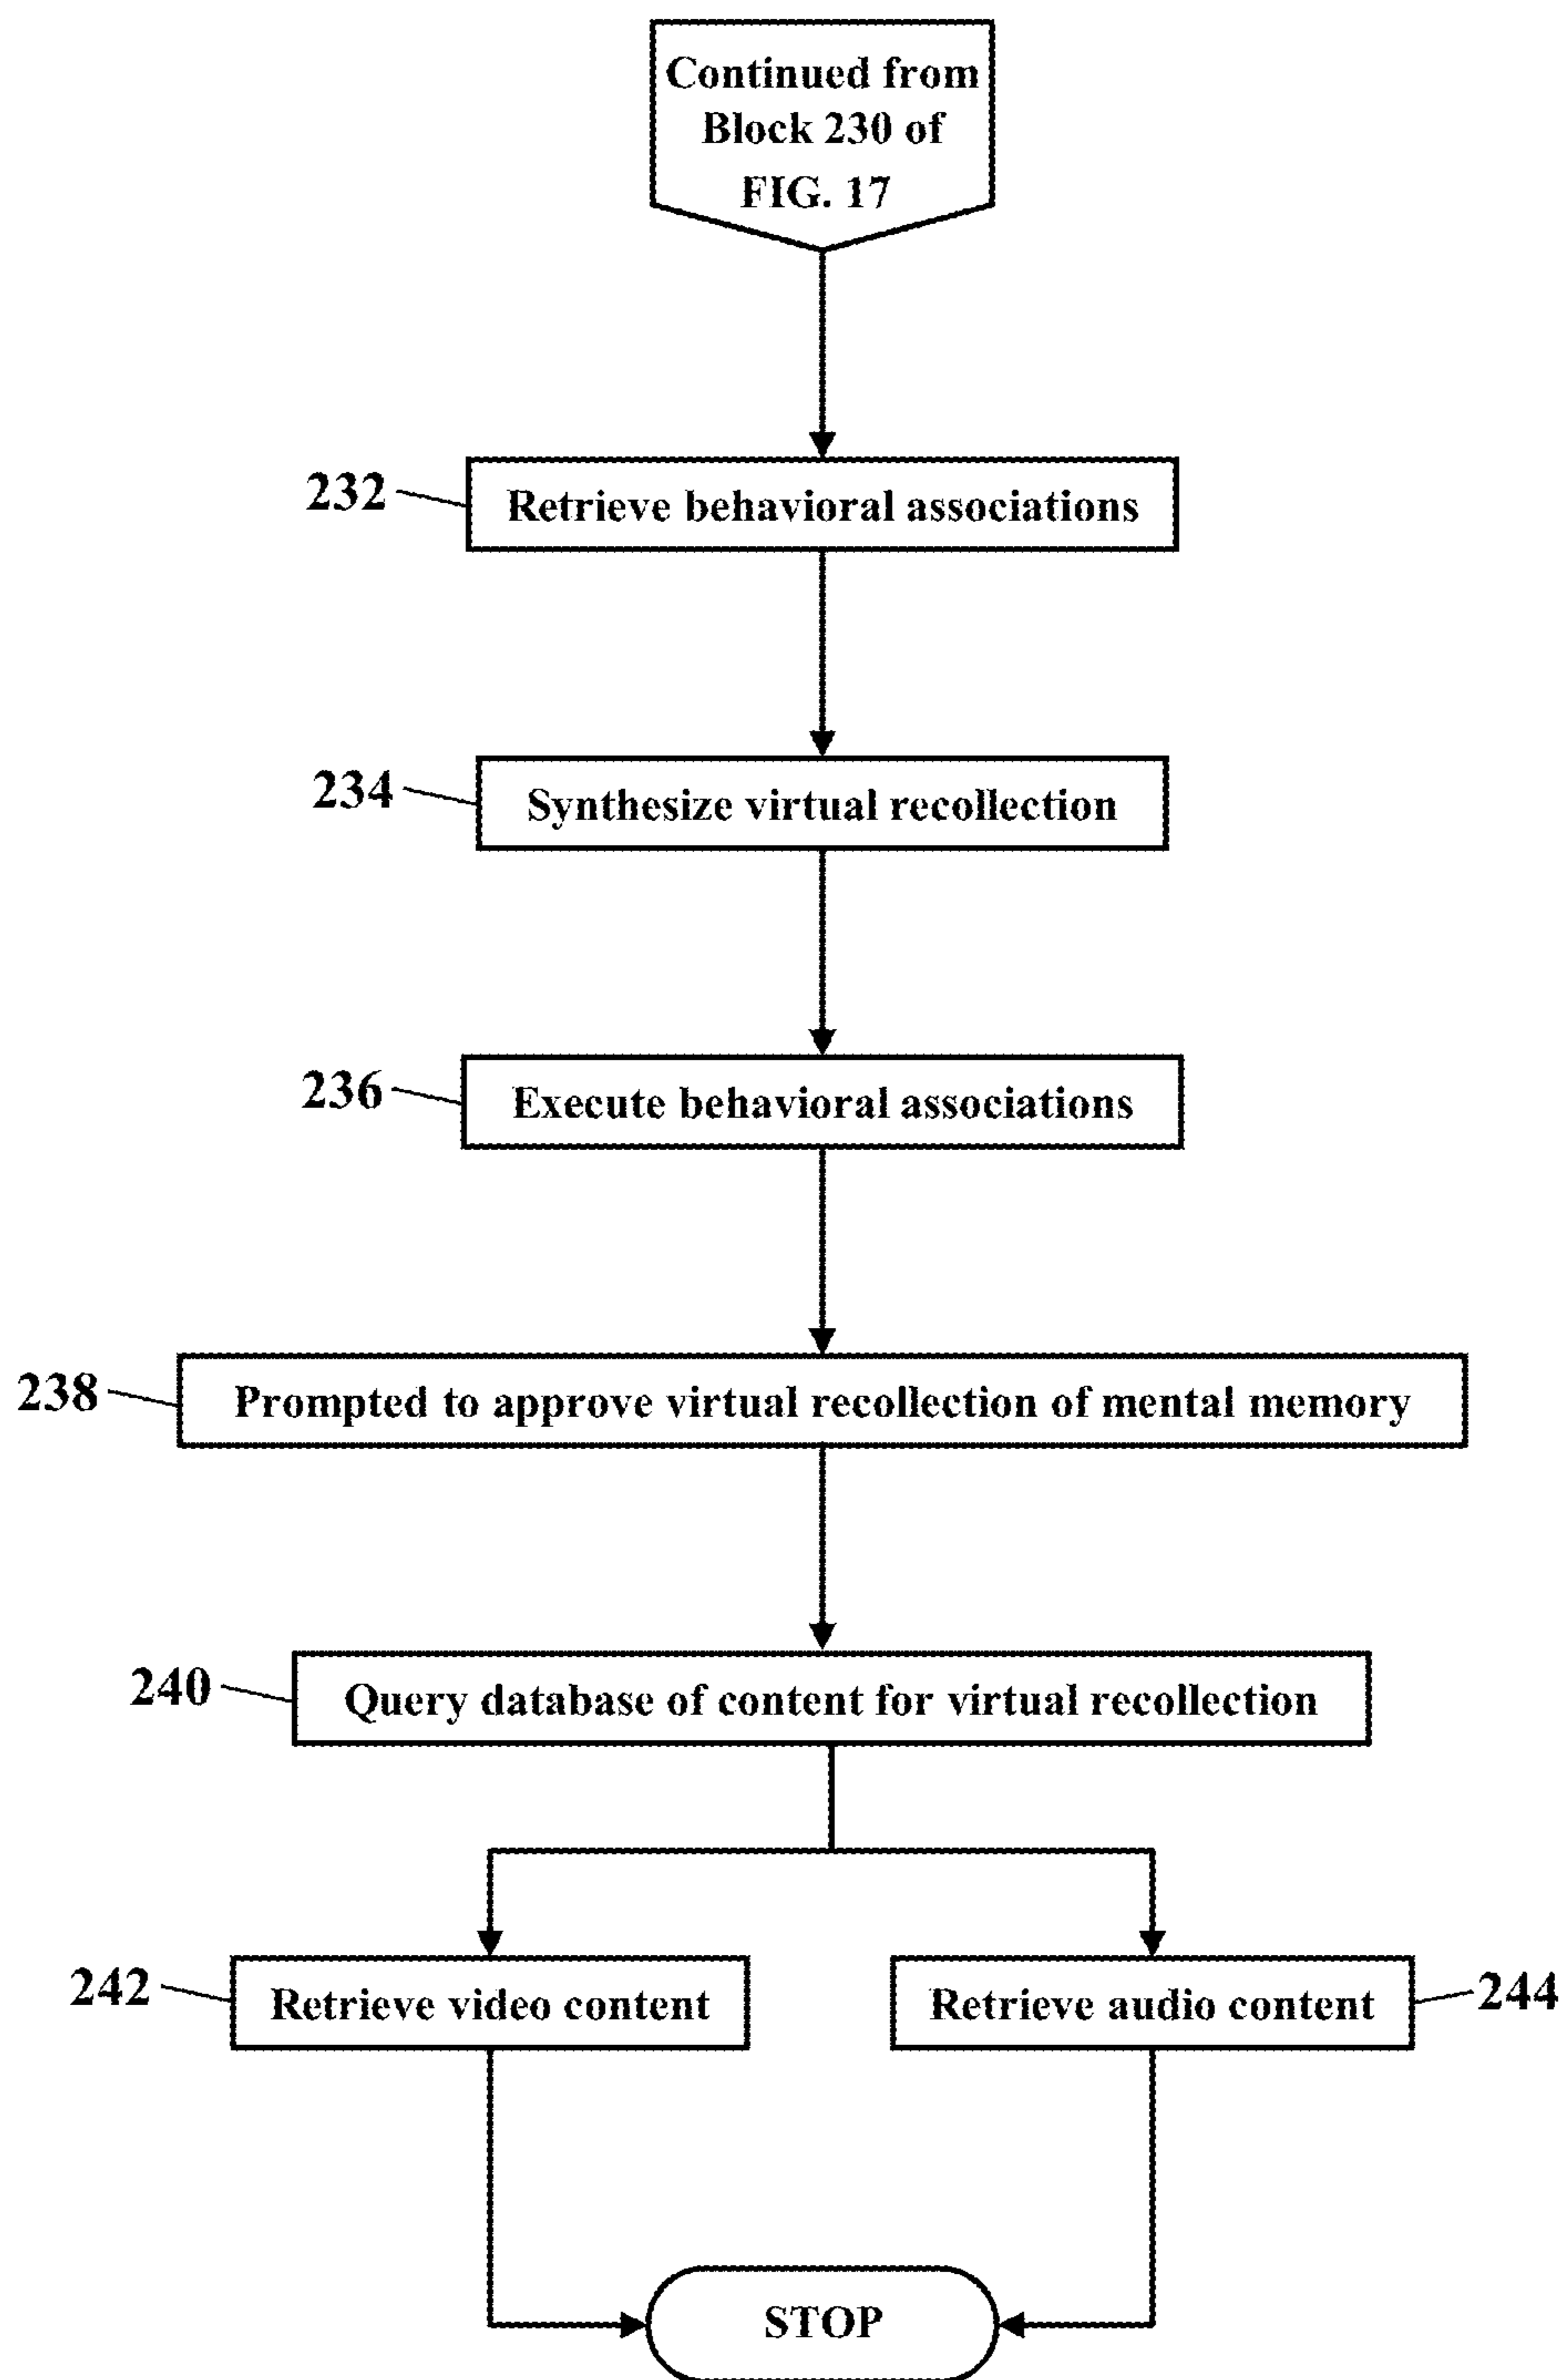 Continued from
Block 230 of
FIG. 17
232
Retrieve behavioral associations
234
Synthesize virtual recollection
236
Execute behavioral associations
238
Prompted to approve virtual recollection of mental memory
240
Query database of content for virtual recollection
242
Retrieve video content
Retrieve audio content
244
STOP